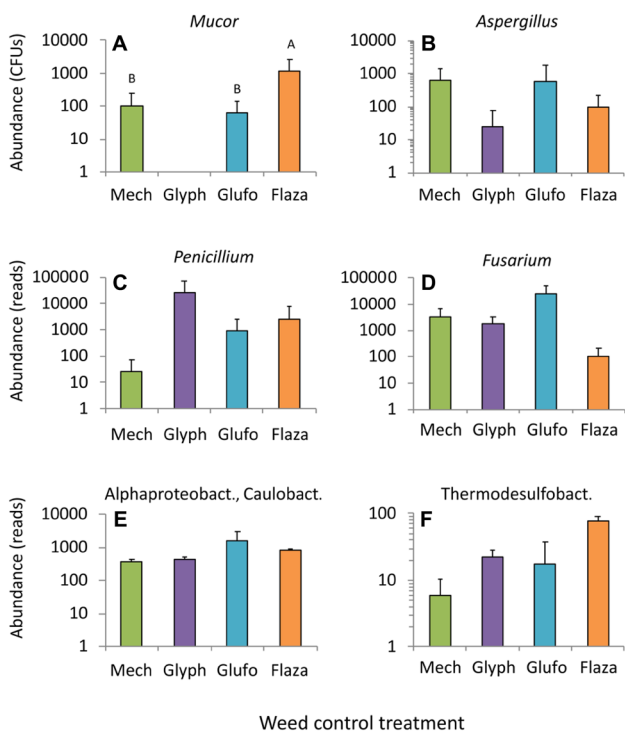 Mucor
A
Abundance (CFUs)
10000
1000
100
10
1
B
B
A
Mech Glyph Glufo Flaza
Aspergillus
B
10000
1000
100
10
1
Mech Glyph Glufo Flaza
Penicillium
C
Abundance (reads)
100000
10000
1000
100
10
1
Mech Glyph Glufo Flaza
Fusarium
D
100000
10000
1000
100
10
1
Mech Glyph Glufo Flaza
Alphaproteobact., Caulobact.
E
Abundance (reads)
10000
1000
100
10
1
Mech Glyph Glufo Flaza
Thermodesulfobact.
F
100
10
1
Mech Glyph Glufo Flaza
Weed control treatment